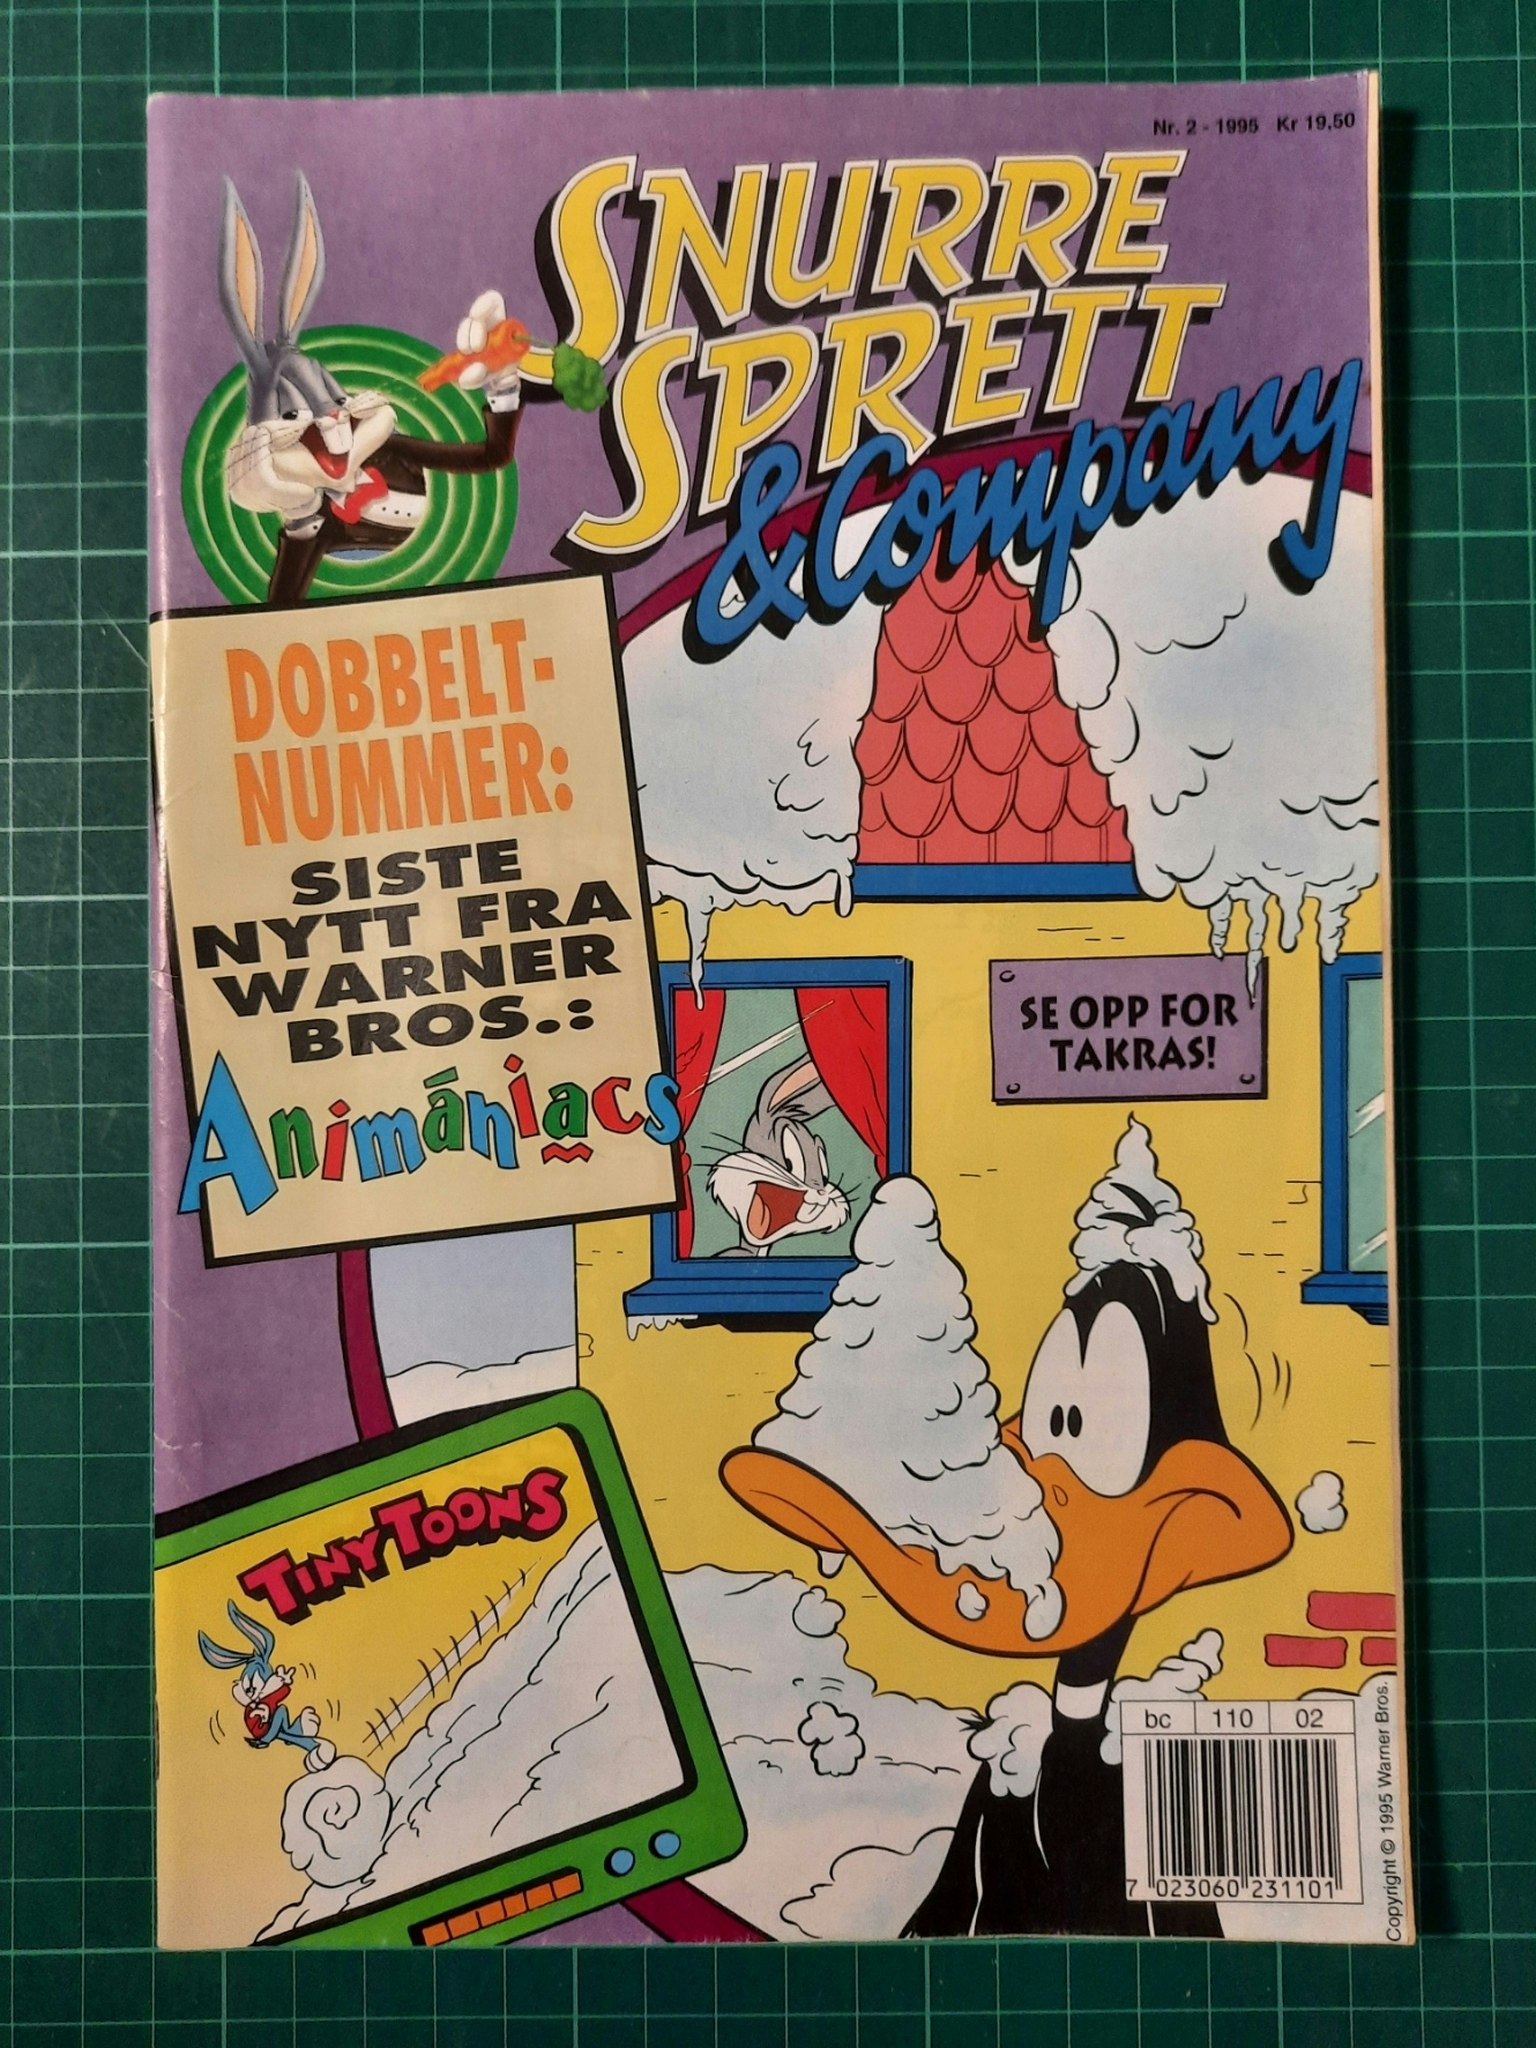 Nr. 2 - 1995 Kr 19,50
SNURRE
SPRETT
& Company
DOBBELT-
NUMMER:
SISTE
NYTT FRA
WARNER
BROS.:
Animániacs
SE OPP FOR
TAKRAS!
TINY TOONS
bc 110 02
7 023060 231101
Copyright © 1995 Warner Bros.